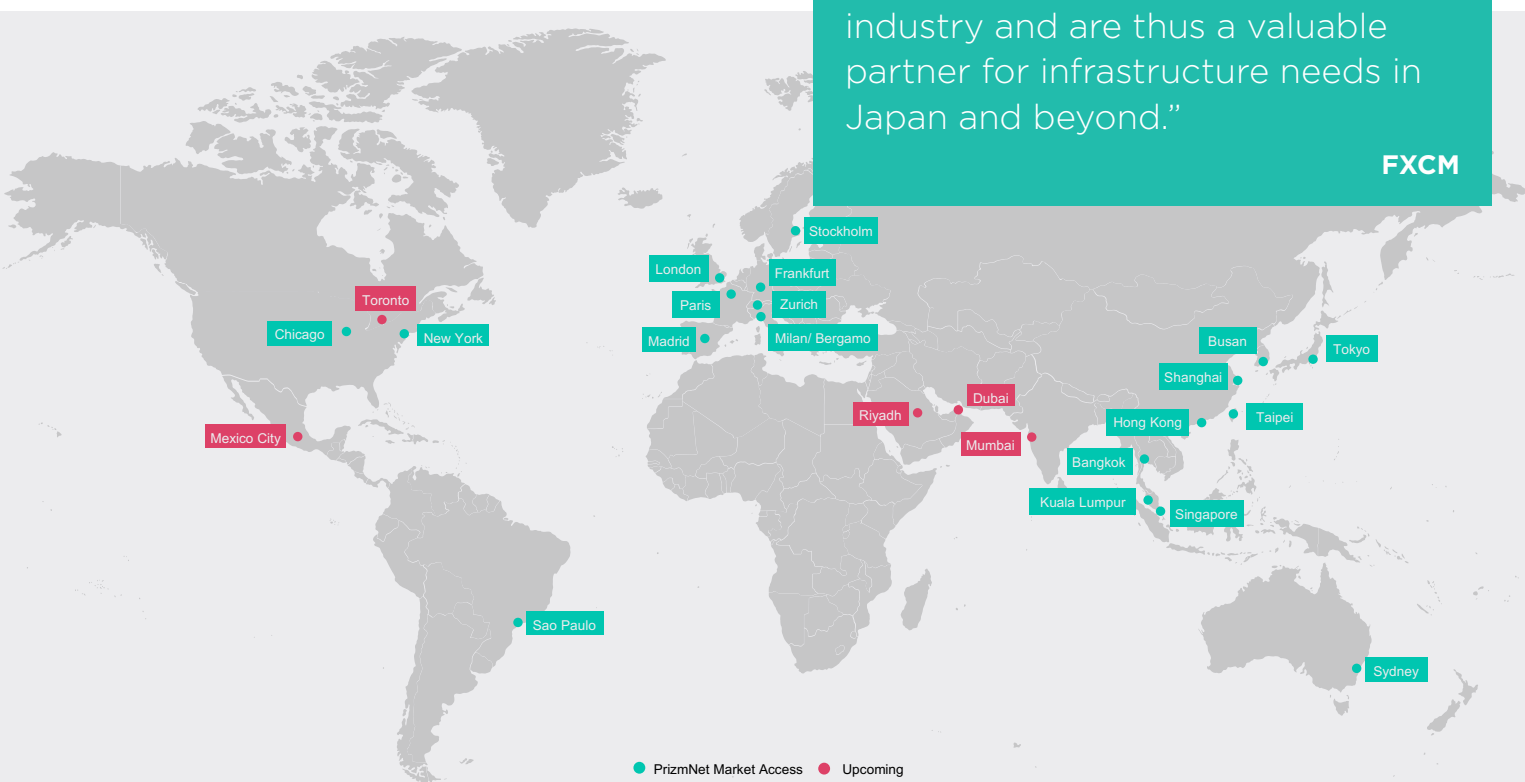 industry and are thus a valuable
partner for infrastructure needs in
Japan and beyond.”
FXCM
Stockholm
London
Frankfurt
Toronto
Paris
Zurich
Chicago
New York
Madrid
Milan/ Bergamo
Busan
Tokyo
Shanghai
Dubai
Riyadh
Hong Kong
Taipei
Mexico City
Mumbai
Bangkok
Kuala Lumpur
Singapore
Sao Paulo
Sydney
PrizmNet Market Access
Upcoming